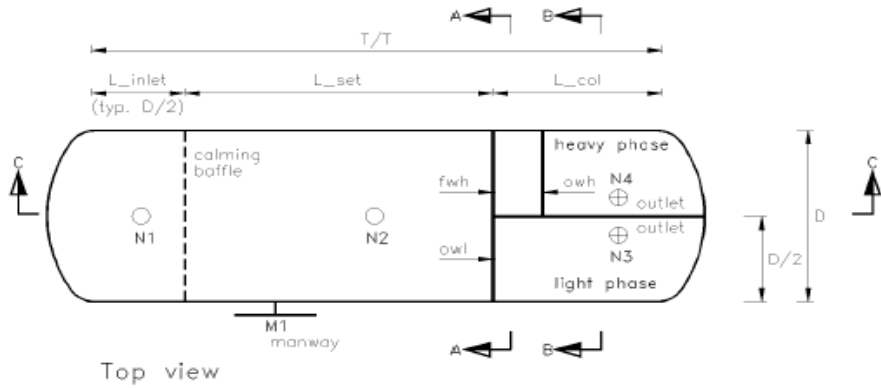 A B
T/T
L_inlet L_set L_col
(typ. D/2)
calming
baffle
heavy phase
C C
fwh owh N4
outlet
N1 N2 D
outlet
owl N3 D/2
light phase
M1
manway
A B
Top view